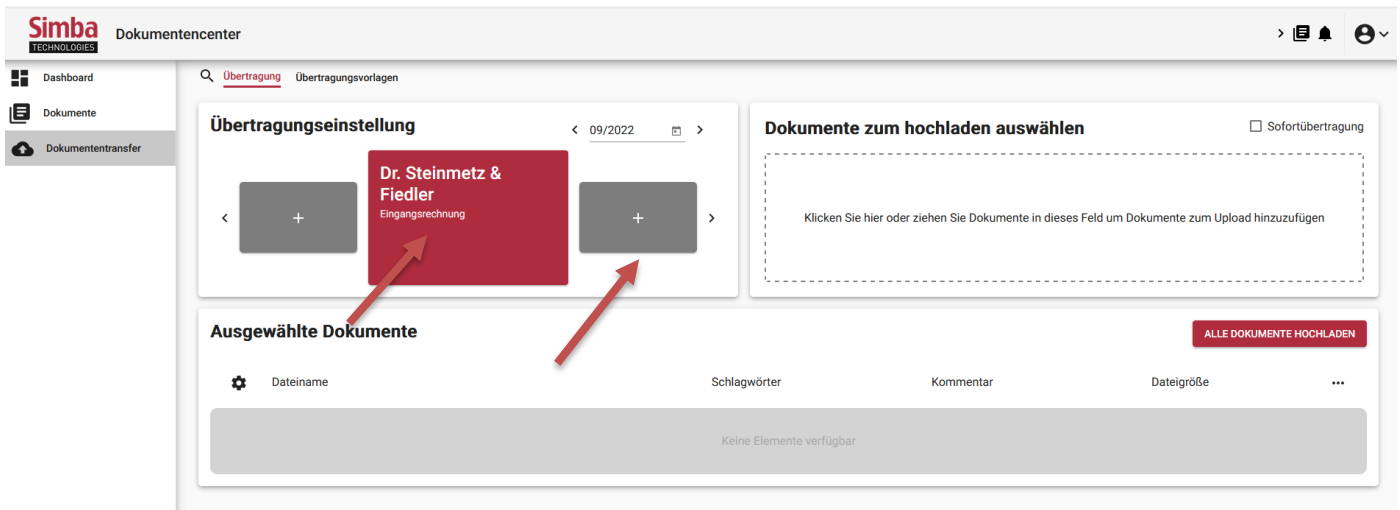 Simba
TECHNOLOGIES
Dokumentencenter
Dashboard
Dokumente
Dokumententransfer
Übertragung Übertragungsvorlagen
Übertragungseinstellung
09/2022
Dr. Steinmetz &
Fiedler
Eingangsrechnung
+
+
Dokumente zum hochladen auswählen
Sofortübertragung
Klicken Sie hier oder ziehen Sie Dokumente in dieses Feld um Dokumente zum Upload hinzuzufügen
Ausgewählte Dokumente
ALLE DOKUMENTE HOCHLADEN
Dateiname Schlagwörter Kommentar Dateigröße
Keine Elemente verfügbar